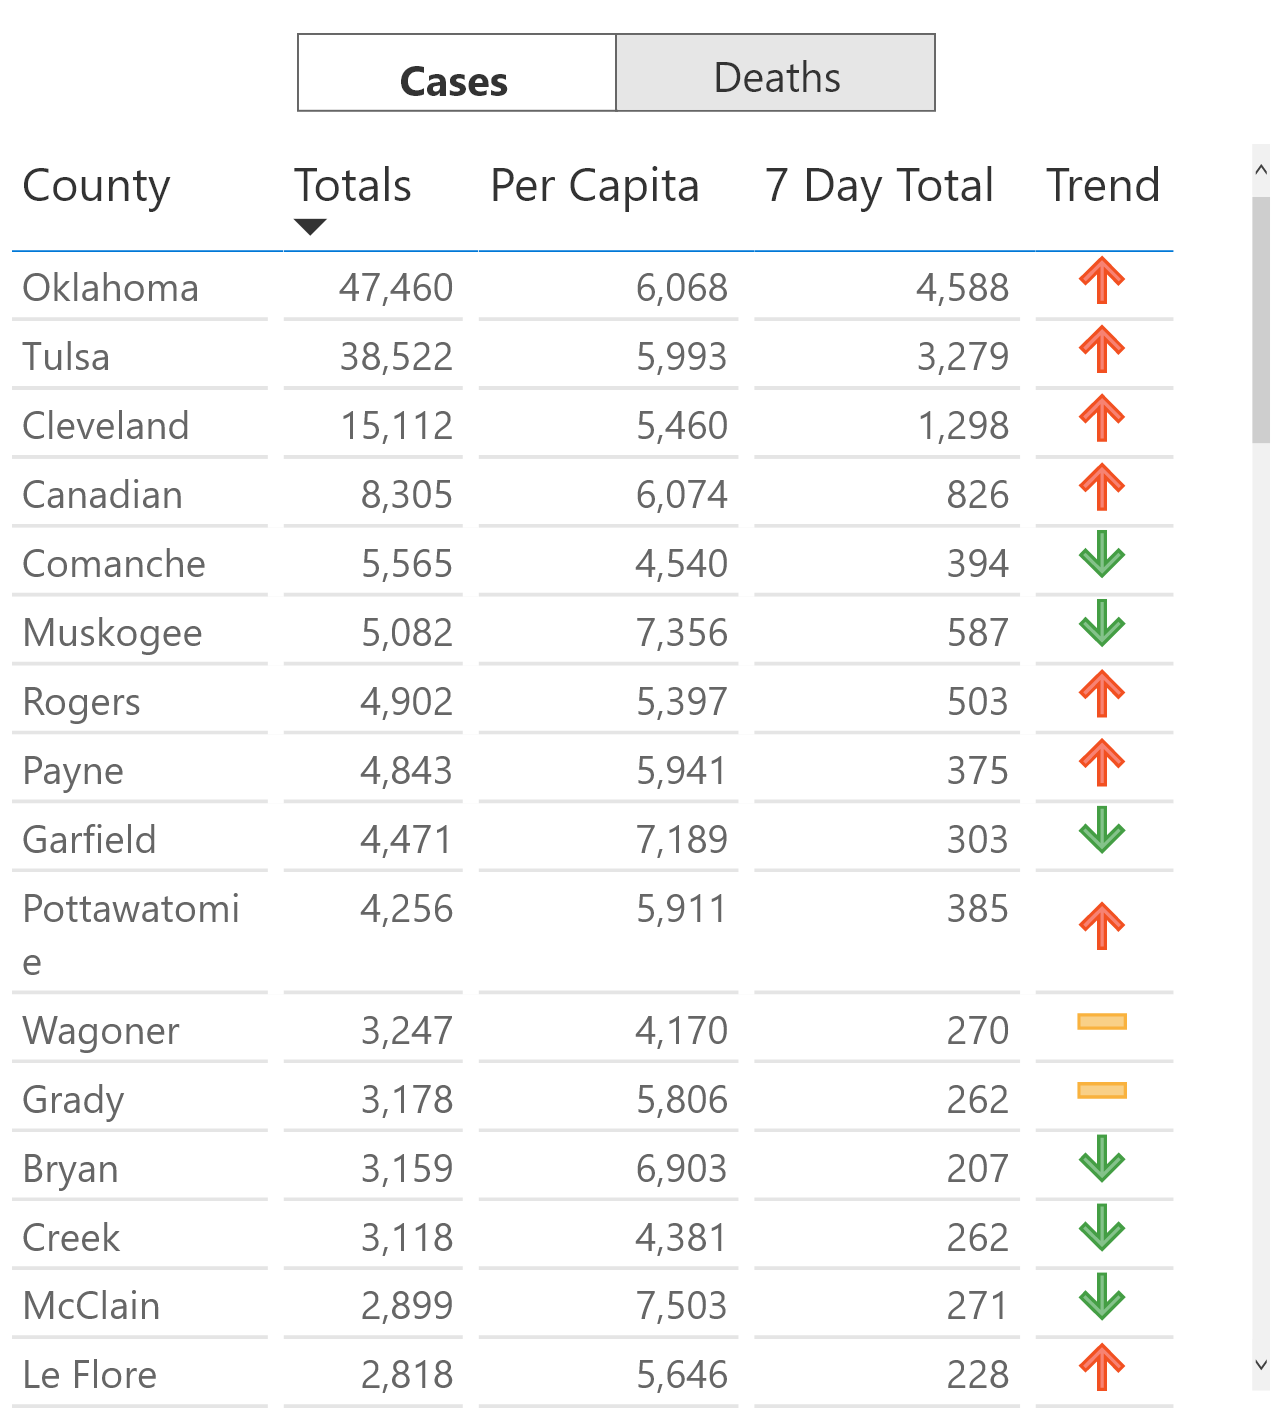 Cases Deaths
County Totals Per Capita 7 Day Total Trend
Oklahoma 47,460 6,068 4,588
Tulsa 38,522 5,993 3,279
Cleveland 15,112 5,460 1,298
Canadian 8,305 6,074 826
Comanche 5,565 4,540 394
Muskogee 5,082 7,356 587
Rogers 4,902 5,397 503
Payne 4,843 5,941 375
Garfield 4,471 7,189 303
Pottawatomi 4,256 5,911 385
e
Wagoner 3,247 4,170 270
Grady 3,178 5,806 262
Bryan 3,159 6,903 207
Creek 3,118 4,381 262
McClain 2,899 7,503 271
Le Flore 2,818 5,646 228